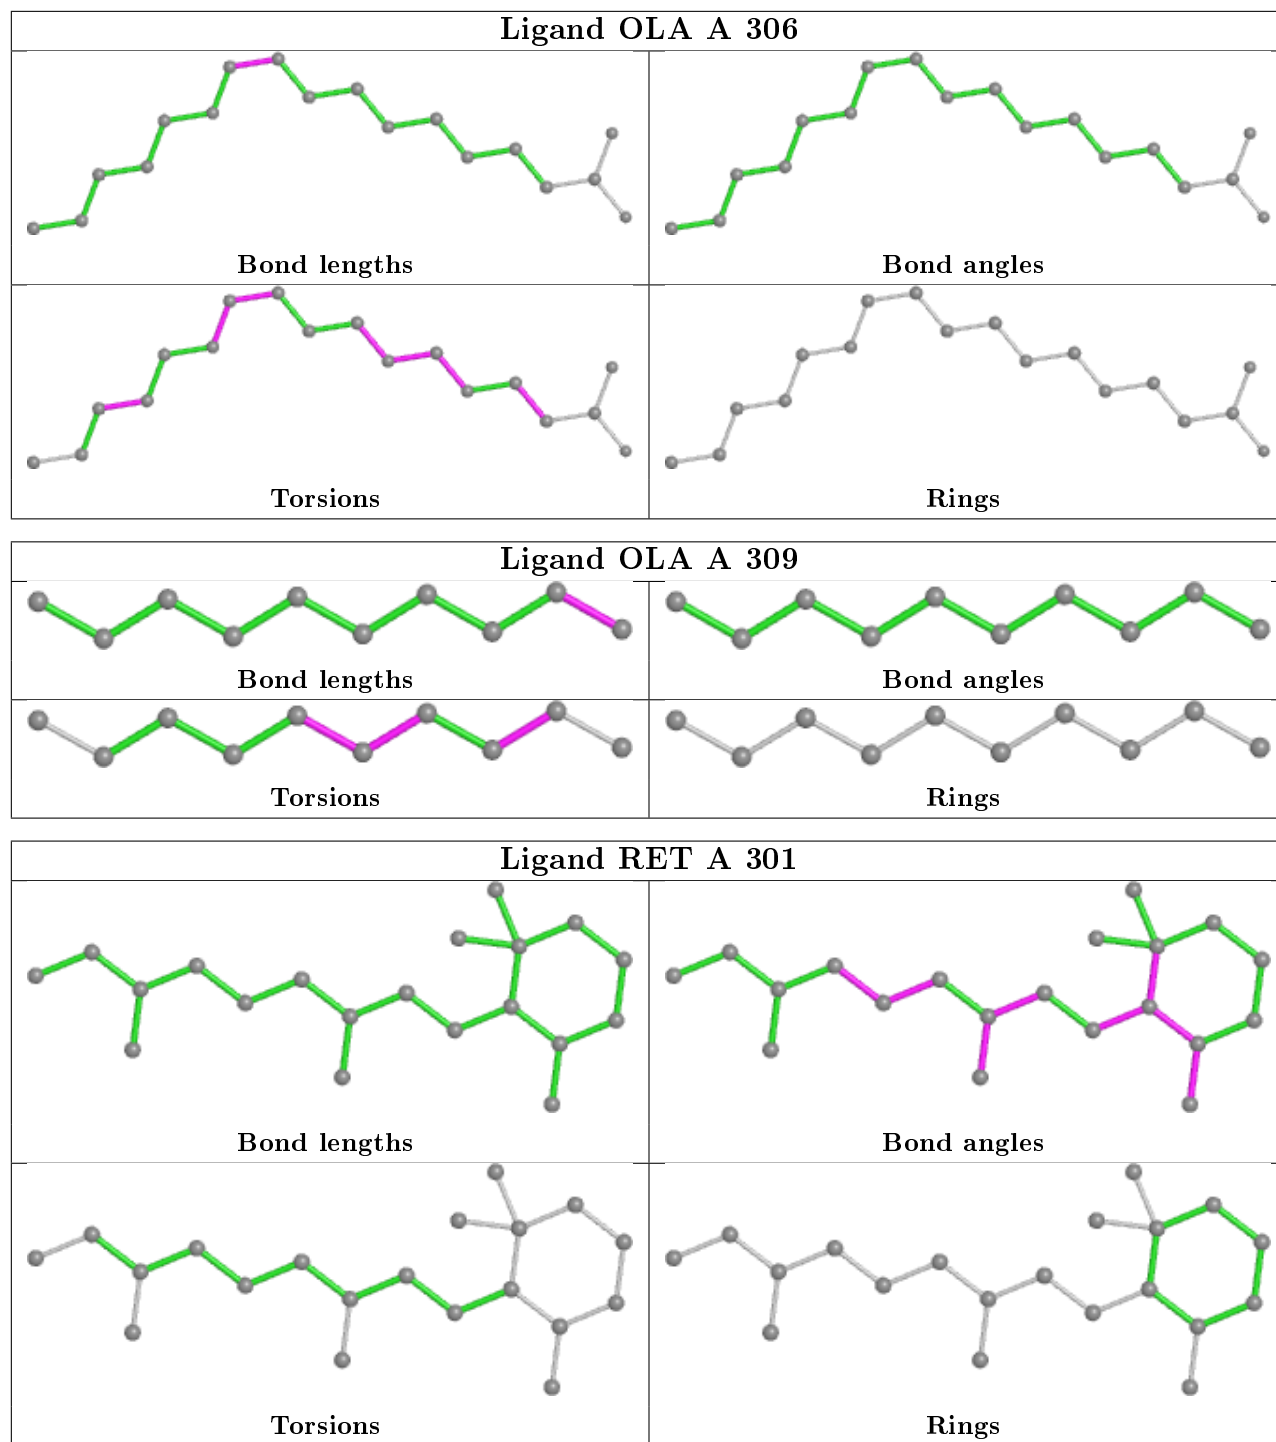 Ligand OLA A 306
Bond lengths
Bond angles
Torsions
Rings
Ligand OLA A 309
Bond lengths
Bond angles
Torsions
Rings
Ligand RET A 301
Bond lengths
Bond angles
Torsions
Rings